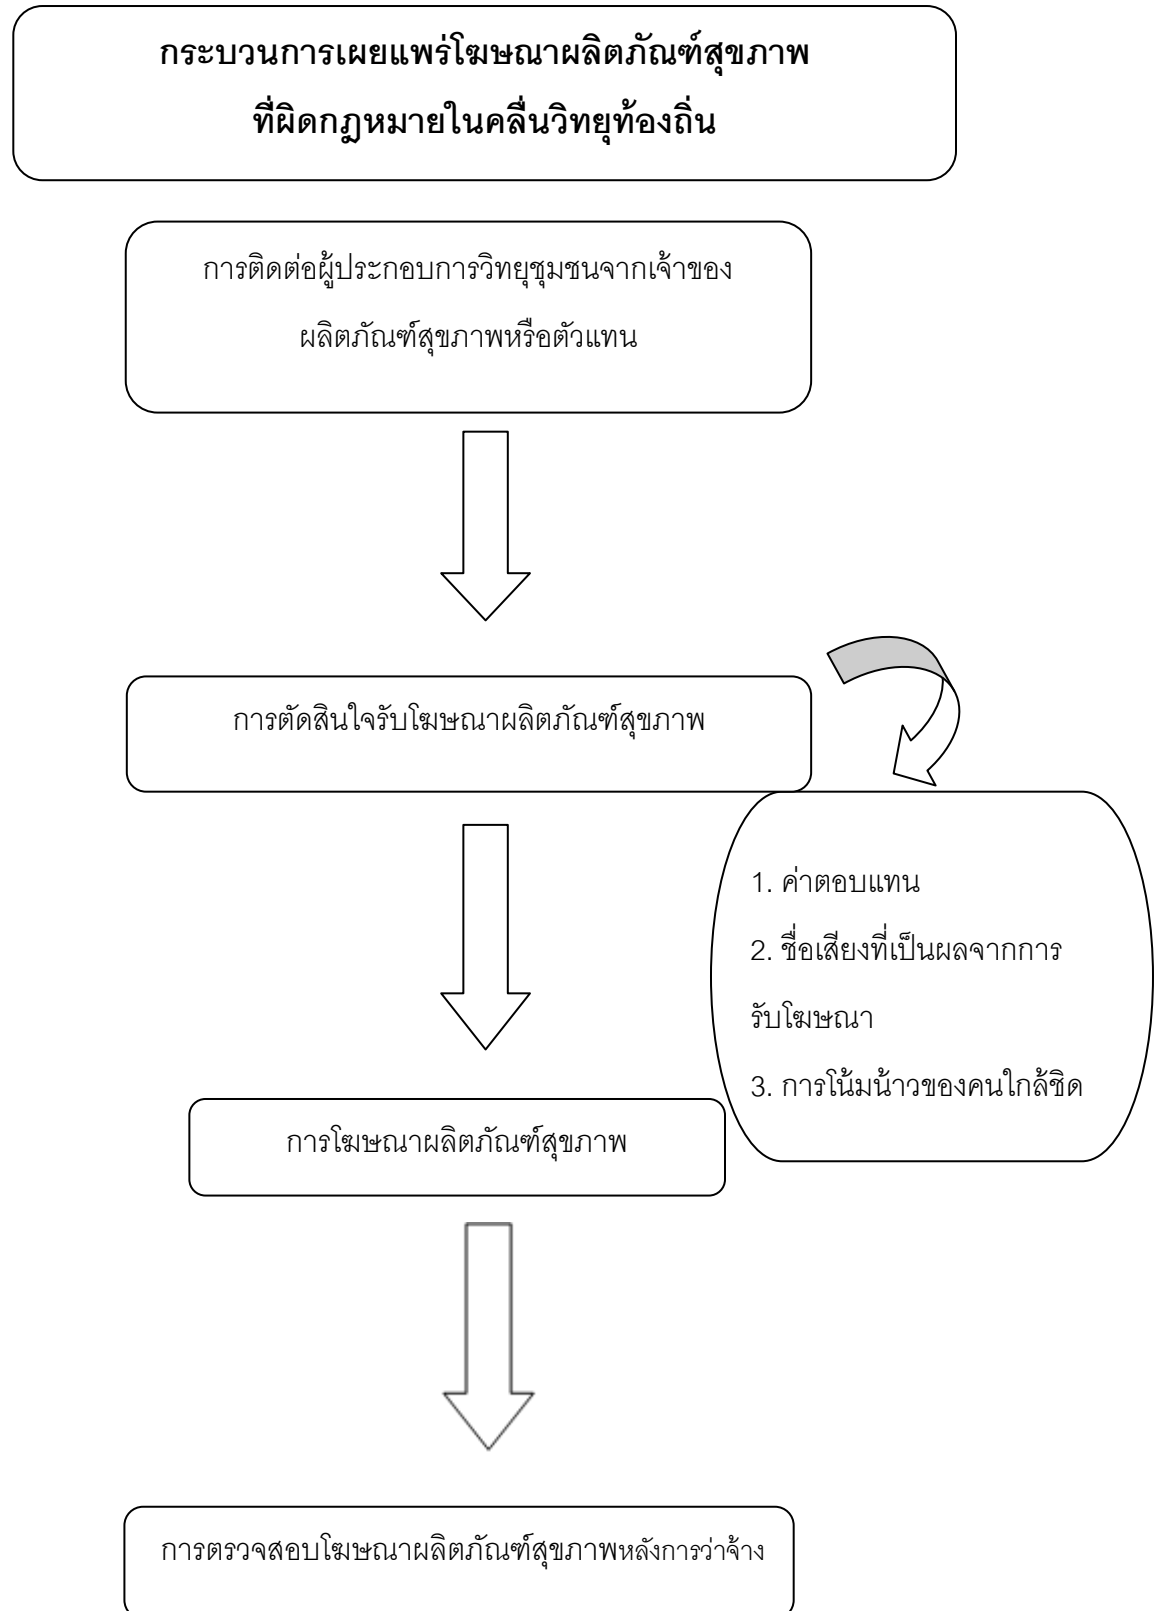 กระบวนการเผยแพร่โฆษณาผลิตภัณฑ์สุขภาพ
ที่ผิดกฎหมายในคลื่นวิทยุท้องถิ่น
การติดต่อผู้ประกอบการวิทยุชุมชนจากเจ้าของ
ผลิตภัณฑ์สุขภาพหรือตัวแทน
การตัดสินใจรับโฆษณาผลิตภัณฑ์สุขภาพ
1. ค่าตอบแทน
2. ชื่อเสียงที่เป็นผลจากการ
รับโฆษณา
3. การโน้มน้าวของคนใกล้ชิด
การโฆษณาผลิตภัณฑ์สุขภาพ
การตรวจสอบโฆษณาผลิตภัณฑ์สุขภาพหลังการว่าจ้าง